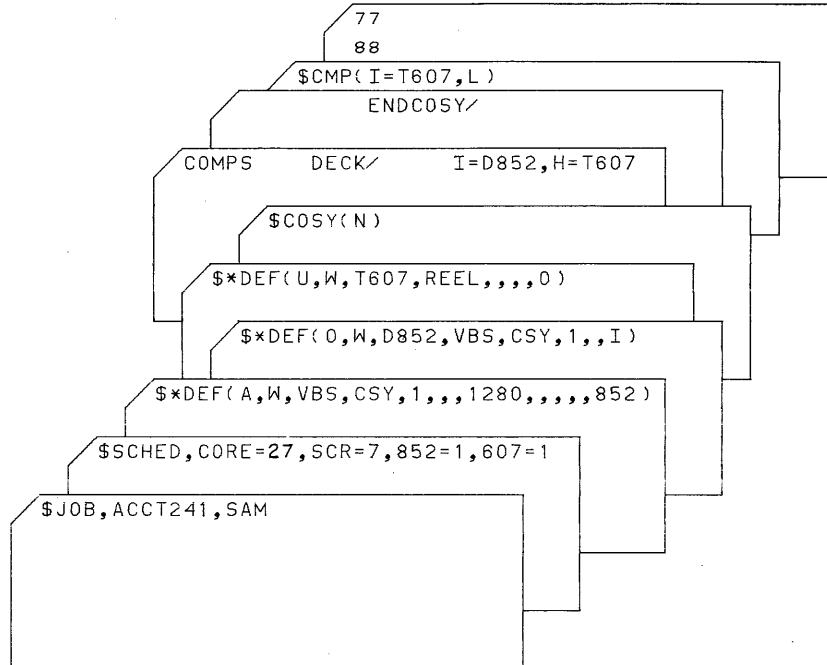 77
88
$CMP(I=T607,L)
ENDCOSY/
COMPS DECK/ I=D852,H=T607
$COSY(N)
$*DEF(U,W,T607,REEL,,,,O)
$*DEF(O,W,D852,VBS,CSY,1,,I)
$*DEF(A,W,VBS,CSY,1,,,1280,,,,,852)
$SCHED,CORE=27,SCR=7,852=1,607=1
$JOB,ACCT241,SAM